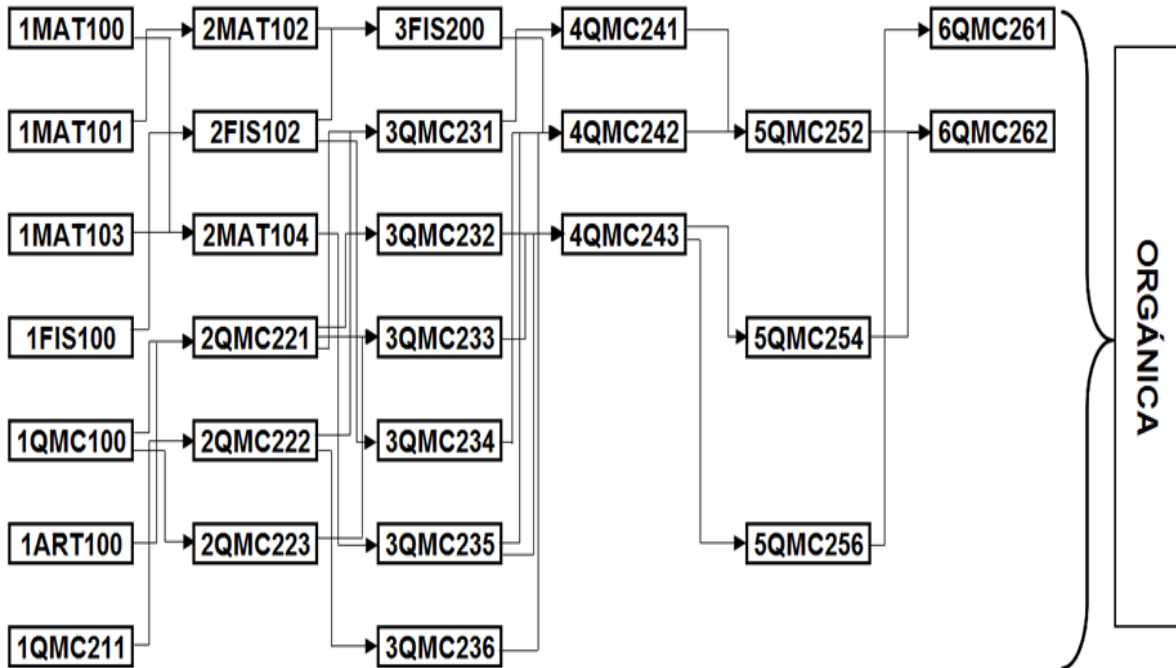 1MAT100 2MAT102 3FIS200 4QMC241 6QMC261
1MAT101 2FIS102 3QMC231 4QMC242 5QMC252 6QMC262
1MAT103 2MAT104 3QMC232 4QMC243
1FIS100 2QMC221 3QMC233 5QMC254
1QMC100 2QMC222 3QMC234
1ART100 2QMC223 3QMC235 5QMC256
1QMC211 3QMC236
ORGÁNICA